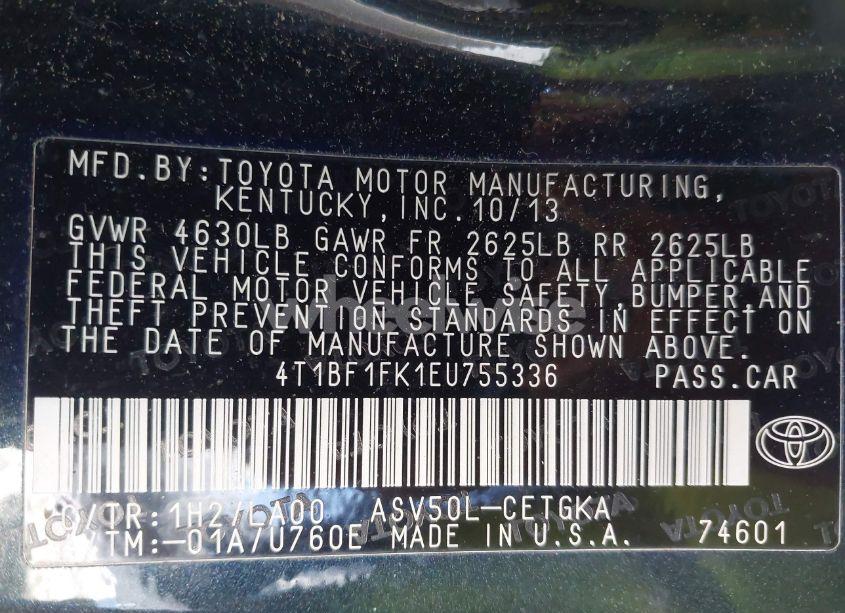 MFD.BY:TOYOTA MOTOR MANUFACTURING,
KENTUCKY,INC.10/13
GVWR 4630LB GAWR FR 2625LB RR 2625LB
THIS VEHICLE CONFORMS TO ALL APPLICABLE
FEDERAL MOTOR VEHICLE SAFETY,BUMPER,AND
THEFT PREVENTION STANDARDS IN EFFECT ON
THE DATE OF MANUFACTURE SHOWN ABOVE.
4T1BF1FK1EU755336 PASS.CAR
C/TR:1H2/LA00 ASV50L-CETGKA
A/TM:-01A/U760E MADE IN U.S.A. 74601